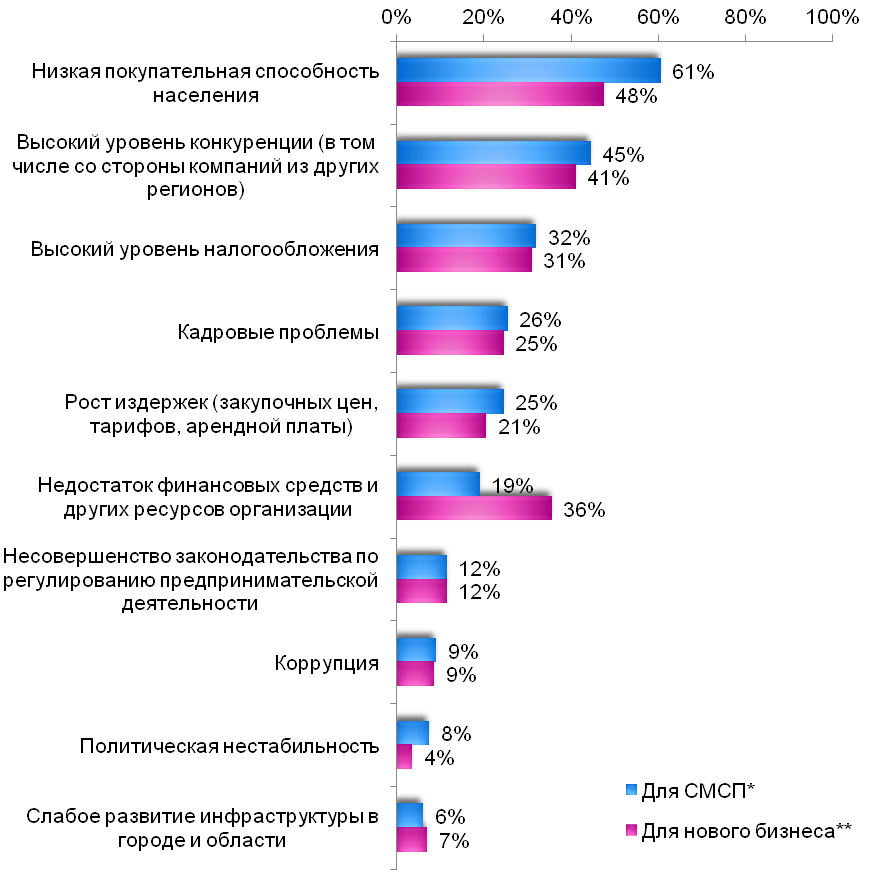 0% 20% 40% 60% 80% 100%
Низкая покупательная способность
населения
61%
48%
Высокий уровень конкуренции (в том
числе со стороны компаний из других
регионов)
45%
41%
Высокий уровень налогообложения
32%
31%
Кадровые проблемы
26%
25%
Рост издержек (закупочных цен,
тарифов, арендной платы)
25%
21%
Недостаток финансовых средств и
других ресурсов организации
19%
36%
Несовершенство законодательства по
регулированию предпринимательской
деятельности
12%
12%
Коррупция
9%
9%
Политическая нестабильность
8%
4%
Слабое развитие инфраструктуры в
городе и области
6%
7%
Для СМСП*
Для нового бизнеса**